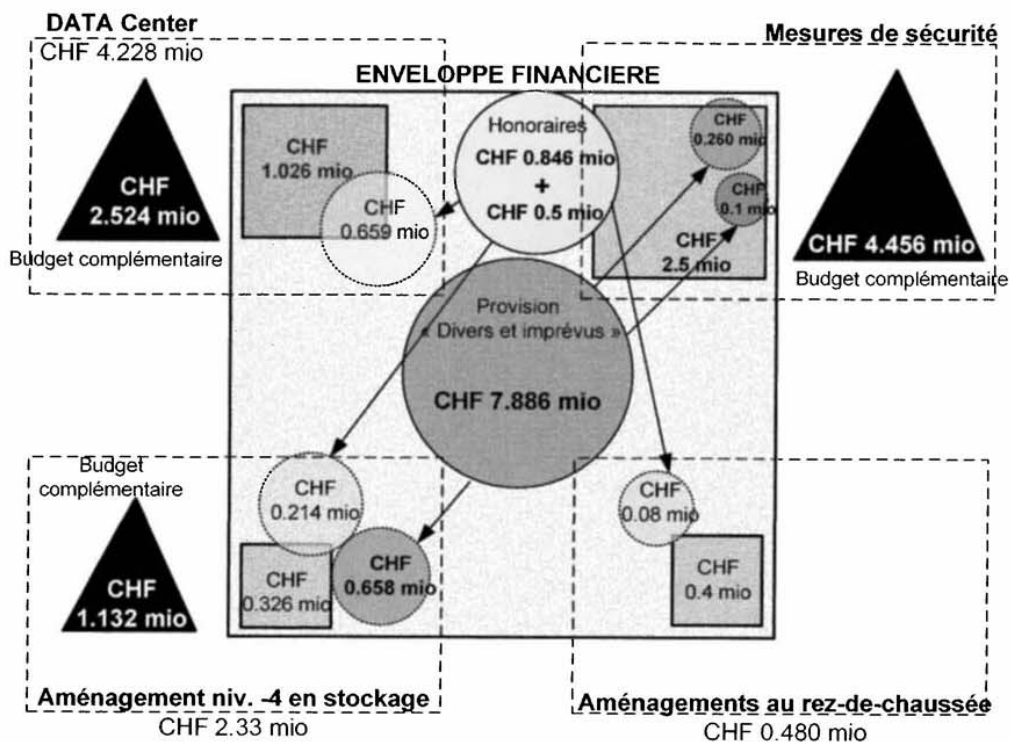 DATA Center
CHF 4.228 mio
Mesures de sécurité
ENVELOPPE FINANCIERE
CHF
2.524 mio
Budget complémentaire
CHF
1.026 mio
CHF
0.659 mio
Honoraires
CHF 0.846 mio
+
CHF 0.5 mio
CHF
0.260 mio
CHF
0.1 mio
CHF
2.5 mio
CHF 4.456 mio
Budget complémentaire
Provision
« Divers et imprévus »
CHF 7.886 mio
Budget
complémentaire
CHF
1.132 mio
CHF
0.214 mio
CHF
0.326 mio
CHF
0.658 mio
CHF
0.08 mio
CHF
0.4 mio
Aménagement niv. -4 en stockage
CHF 2.33 mio
Aménagements au rez-de-chaussée
CHF 0.480 mio